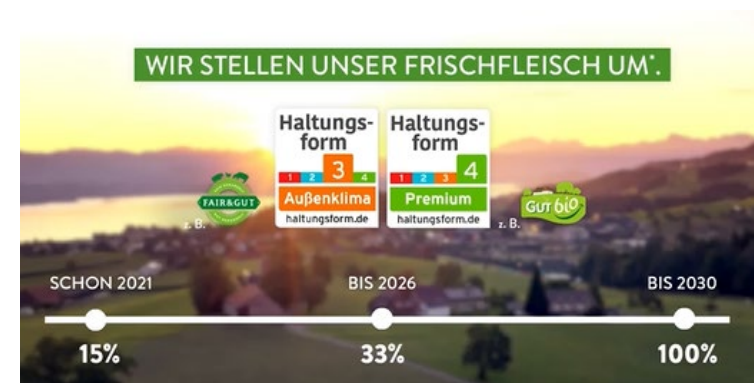 WIR STELLEN UNSER FRISCHFLEISCH UM*.
Haltungs-
form
1 2 3 4
Außenklima
haltungsform.de
Haltungs-
form
1 2 3 4
Premium
haltungsform.de
z. B.
FAIR&GUT
z. B.
GUT bio
SCHON 2021
BIS 2026
BIS 2030
15%
33%
100%